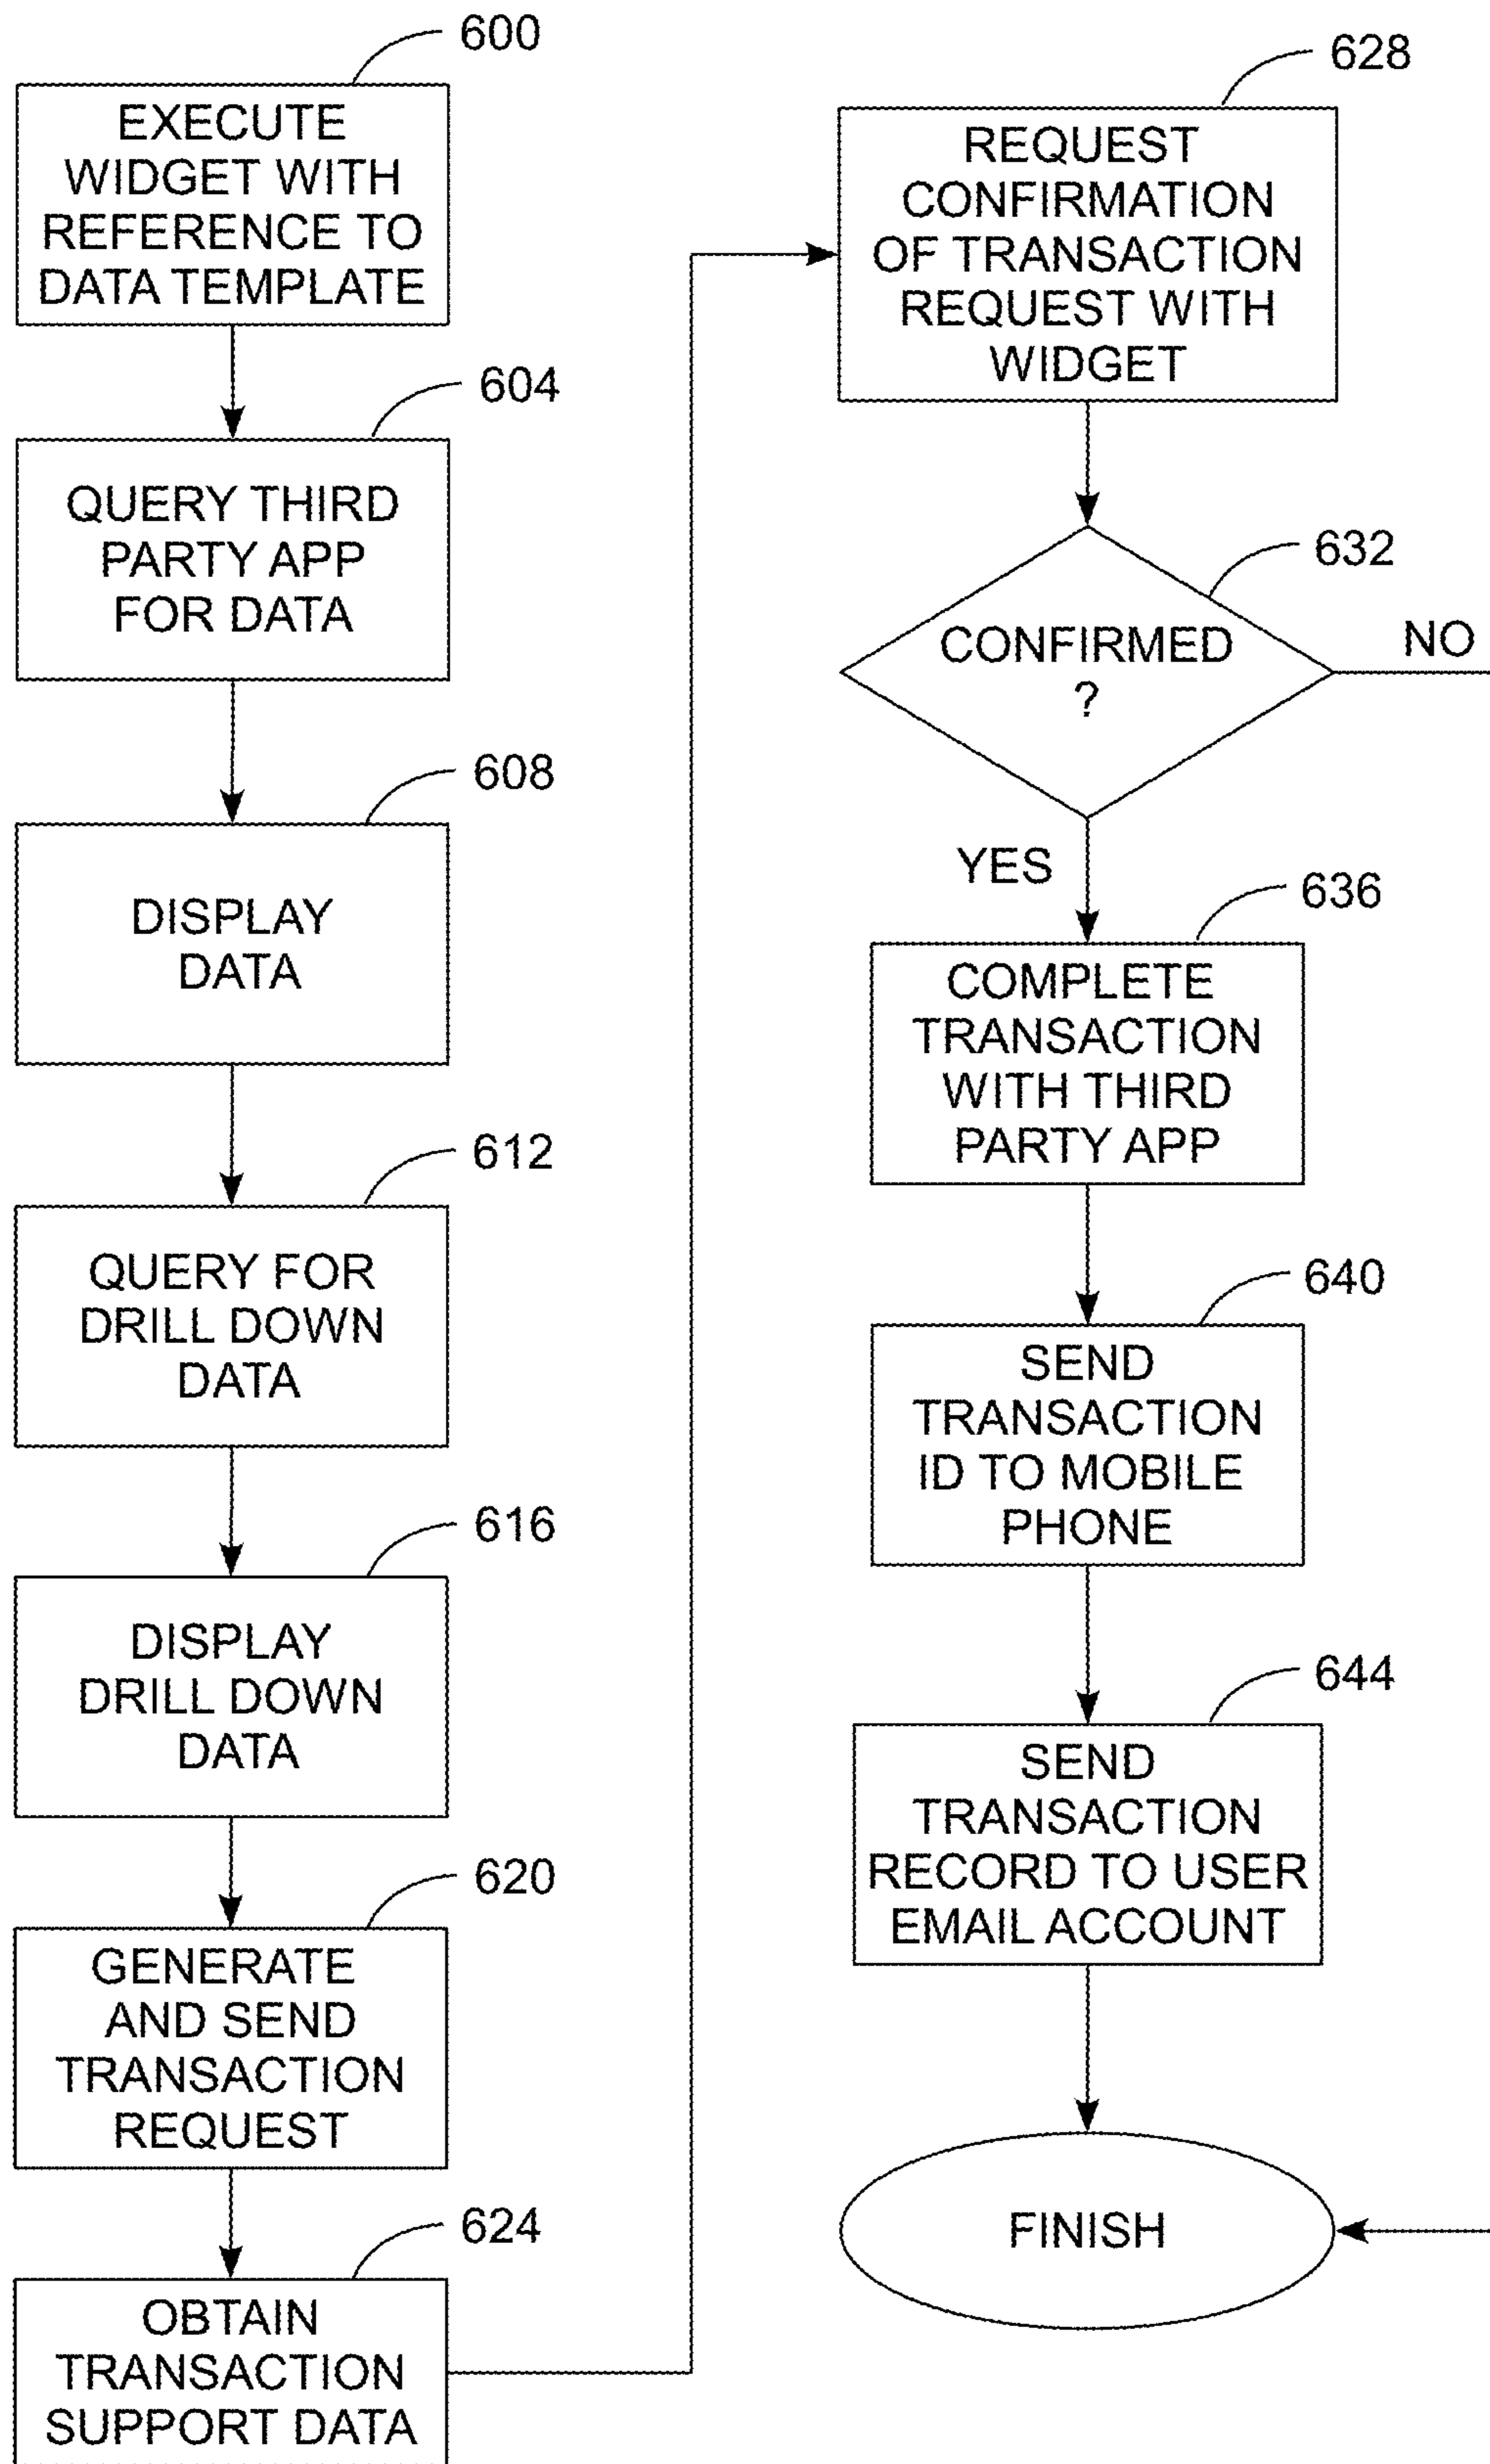 600
EXECUTE
WIDGET WITH
REFERENCE TO
DATA TEMPLATE
604
QUERY THIRD
PARTY APP
FOR DATA
608
DISPLAY
DATA
612
QUERY FOR
DRILL DOWN
DATA
616
DISPLAY
DRILL DOWN
DATA
620
GENERATE
AND SEND
TRANSACTION
REQUEST
624
OBTAIN
TRANSACTION
SUPPORT DATA
628
REQUEST
CONFIRMATION
OF TRANSACTION
REQUEST WITH
WIDGET
632
CONFIRMED
?
NO
YES
636
COMPLETE
TRANSACTION
WITH THIRD
PARTY APP
640
SEND
TRANSACTION
ID TO MOBILE
PHONE
644
SEND
TRANSACTION
RECORD TO USER
EMAIL ACCOUNT
FINISH